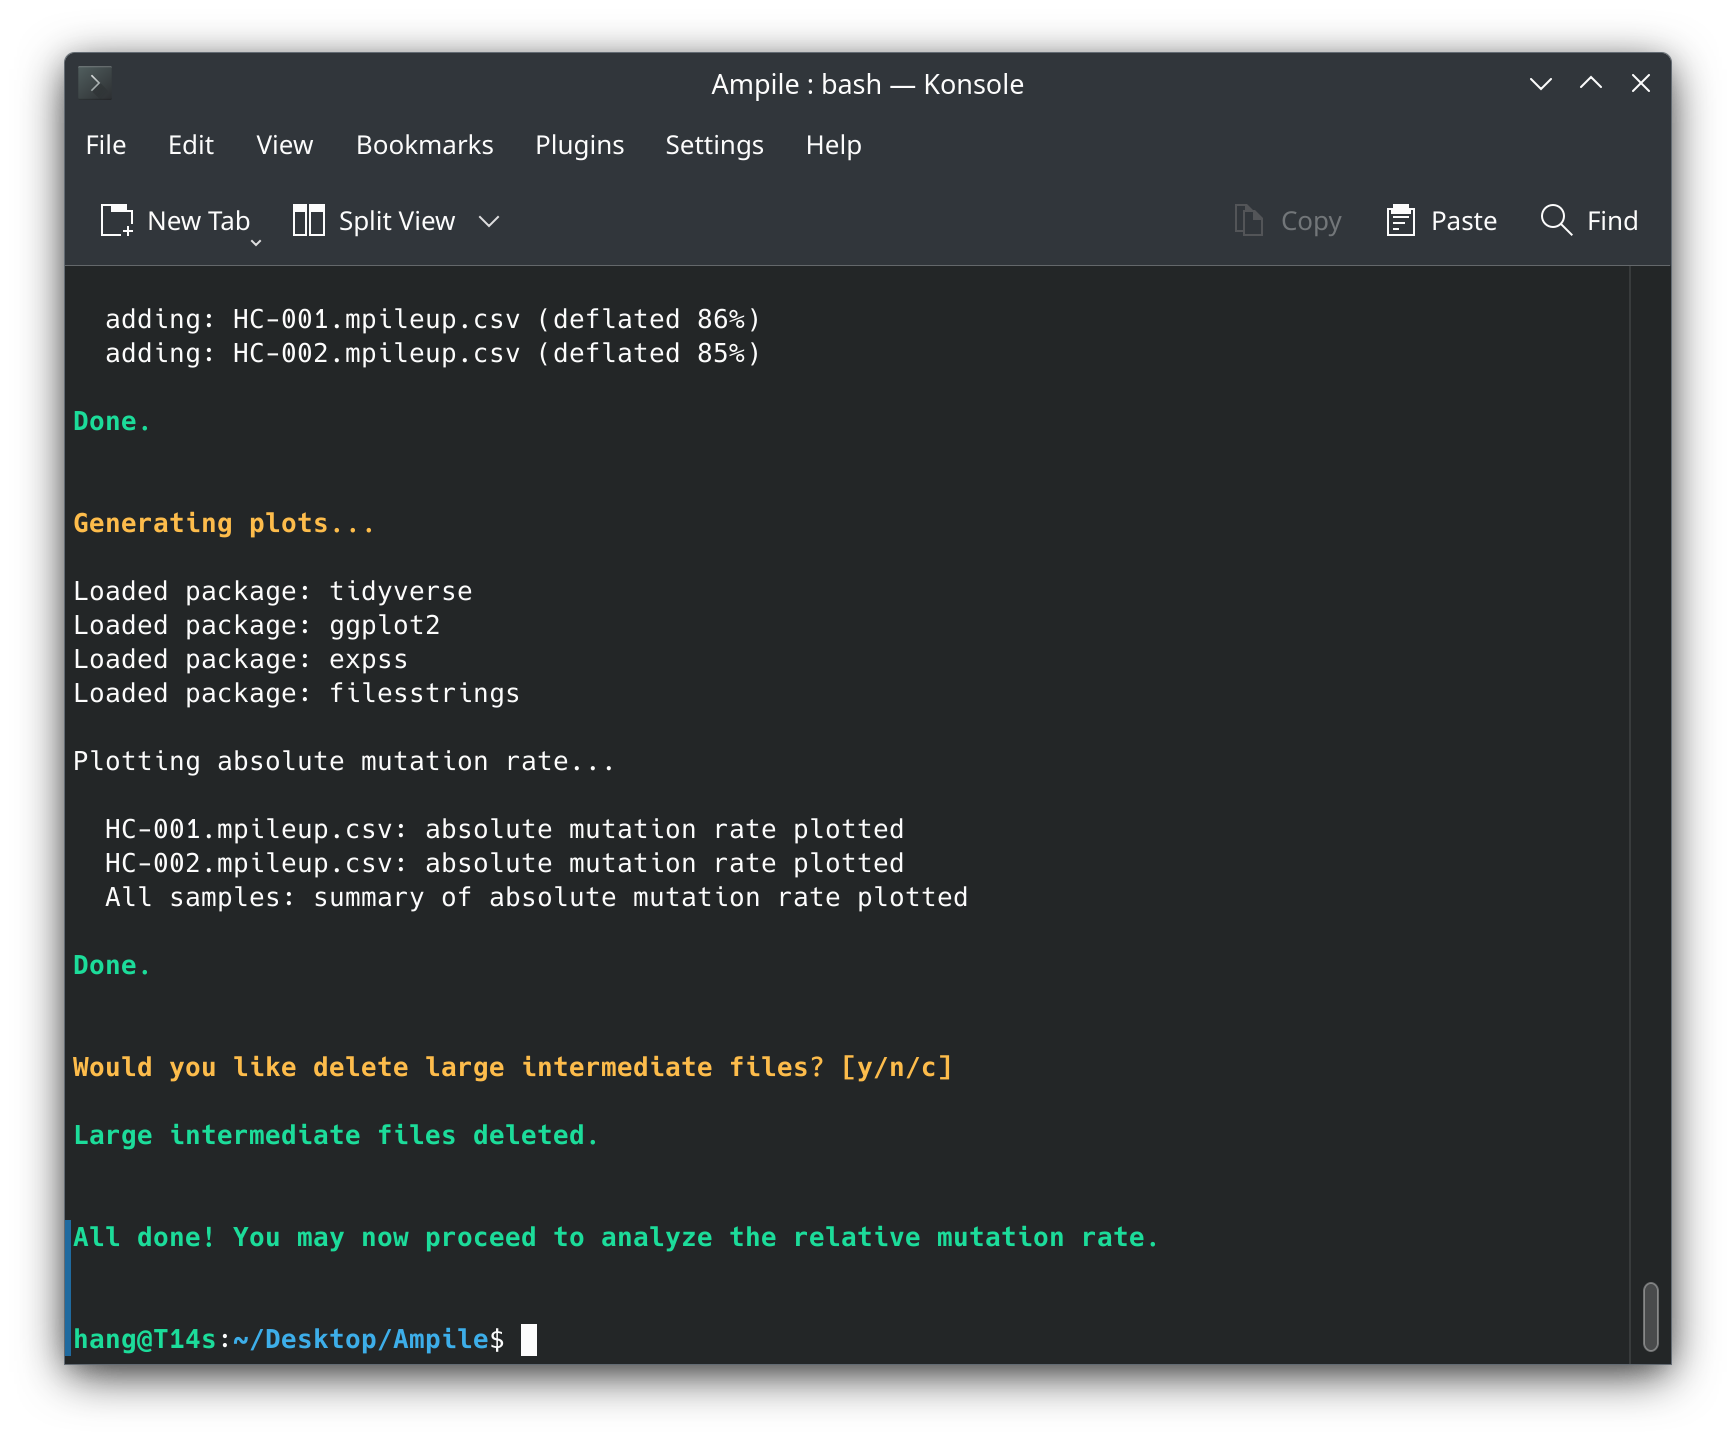 Ampile : bash — Konsole
File Edit View Bookmarks Plugins Settings Help
New Tab Split View Copy Paste Find
adding: HC-001.mpileup.csv (deflated 86%)
adding: HC-002.mpileup.csv (deflated 85%)
Done.
Generating plots...
Loaded package: tidyverse
Loaded package: ggplot2
Loaded package: expss
Loaded package: filesstrings
Plotting absolute mutation rate...
HC-001.mpileup.csv: absolute mutation rate plotted
HC-002.mpileup.csv: absolute mutation rate plotted
All samples: summary of absolute mutation rate plotted
Done.
Would you like delete large intermediate files? [y/n/c]
Large intermediate files deleted.
All done! You may now proceed to analyze the relative mutation rate.
hang@T14s:~/Desktop/Ampile$